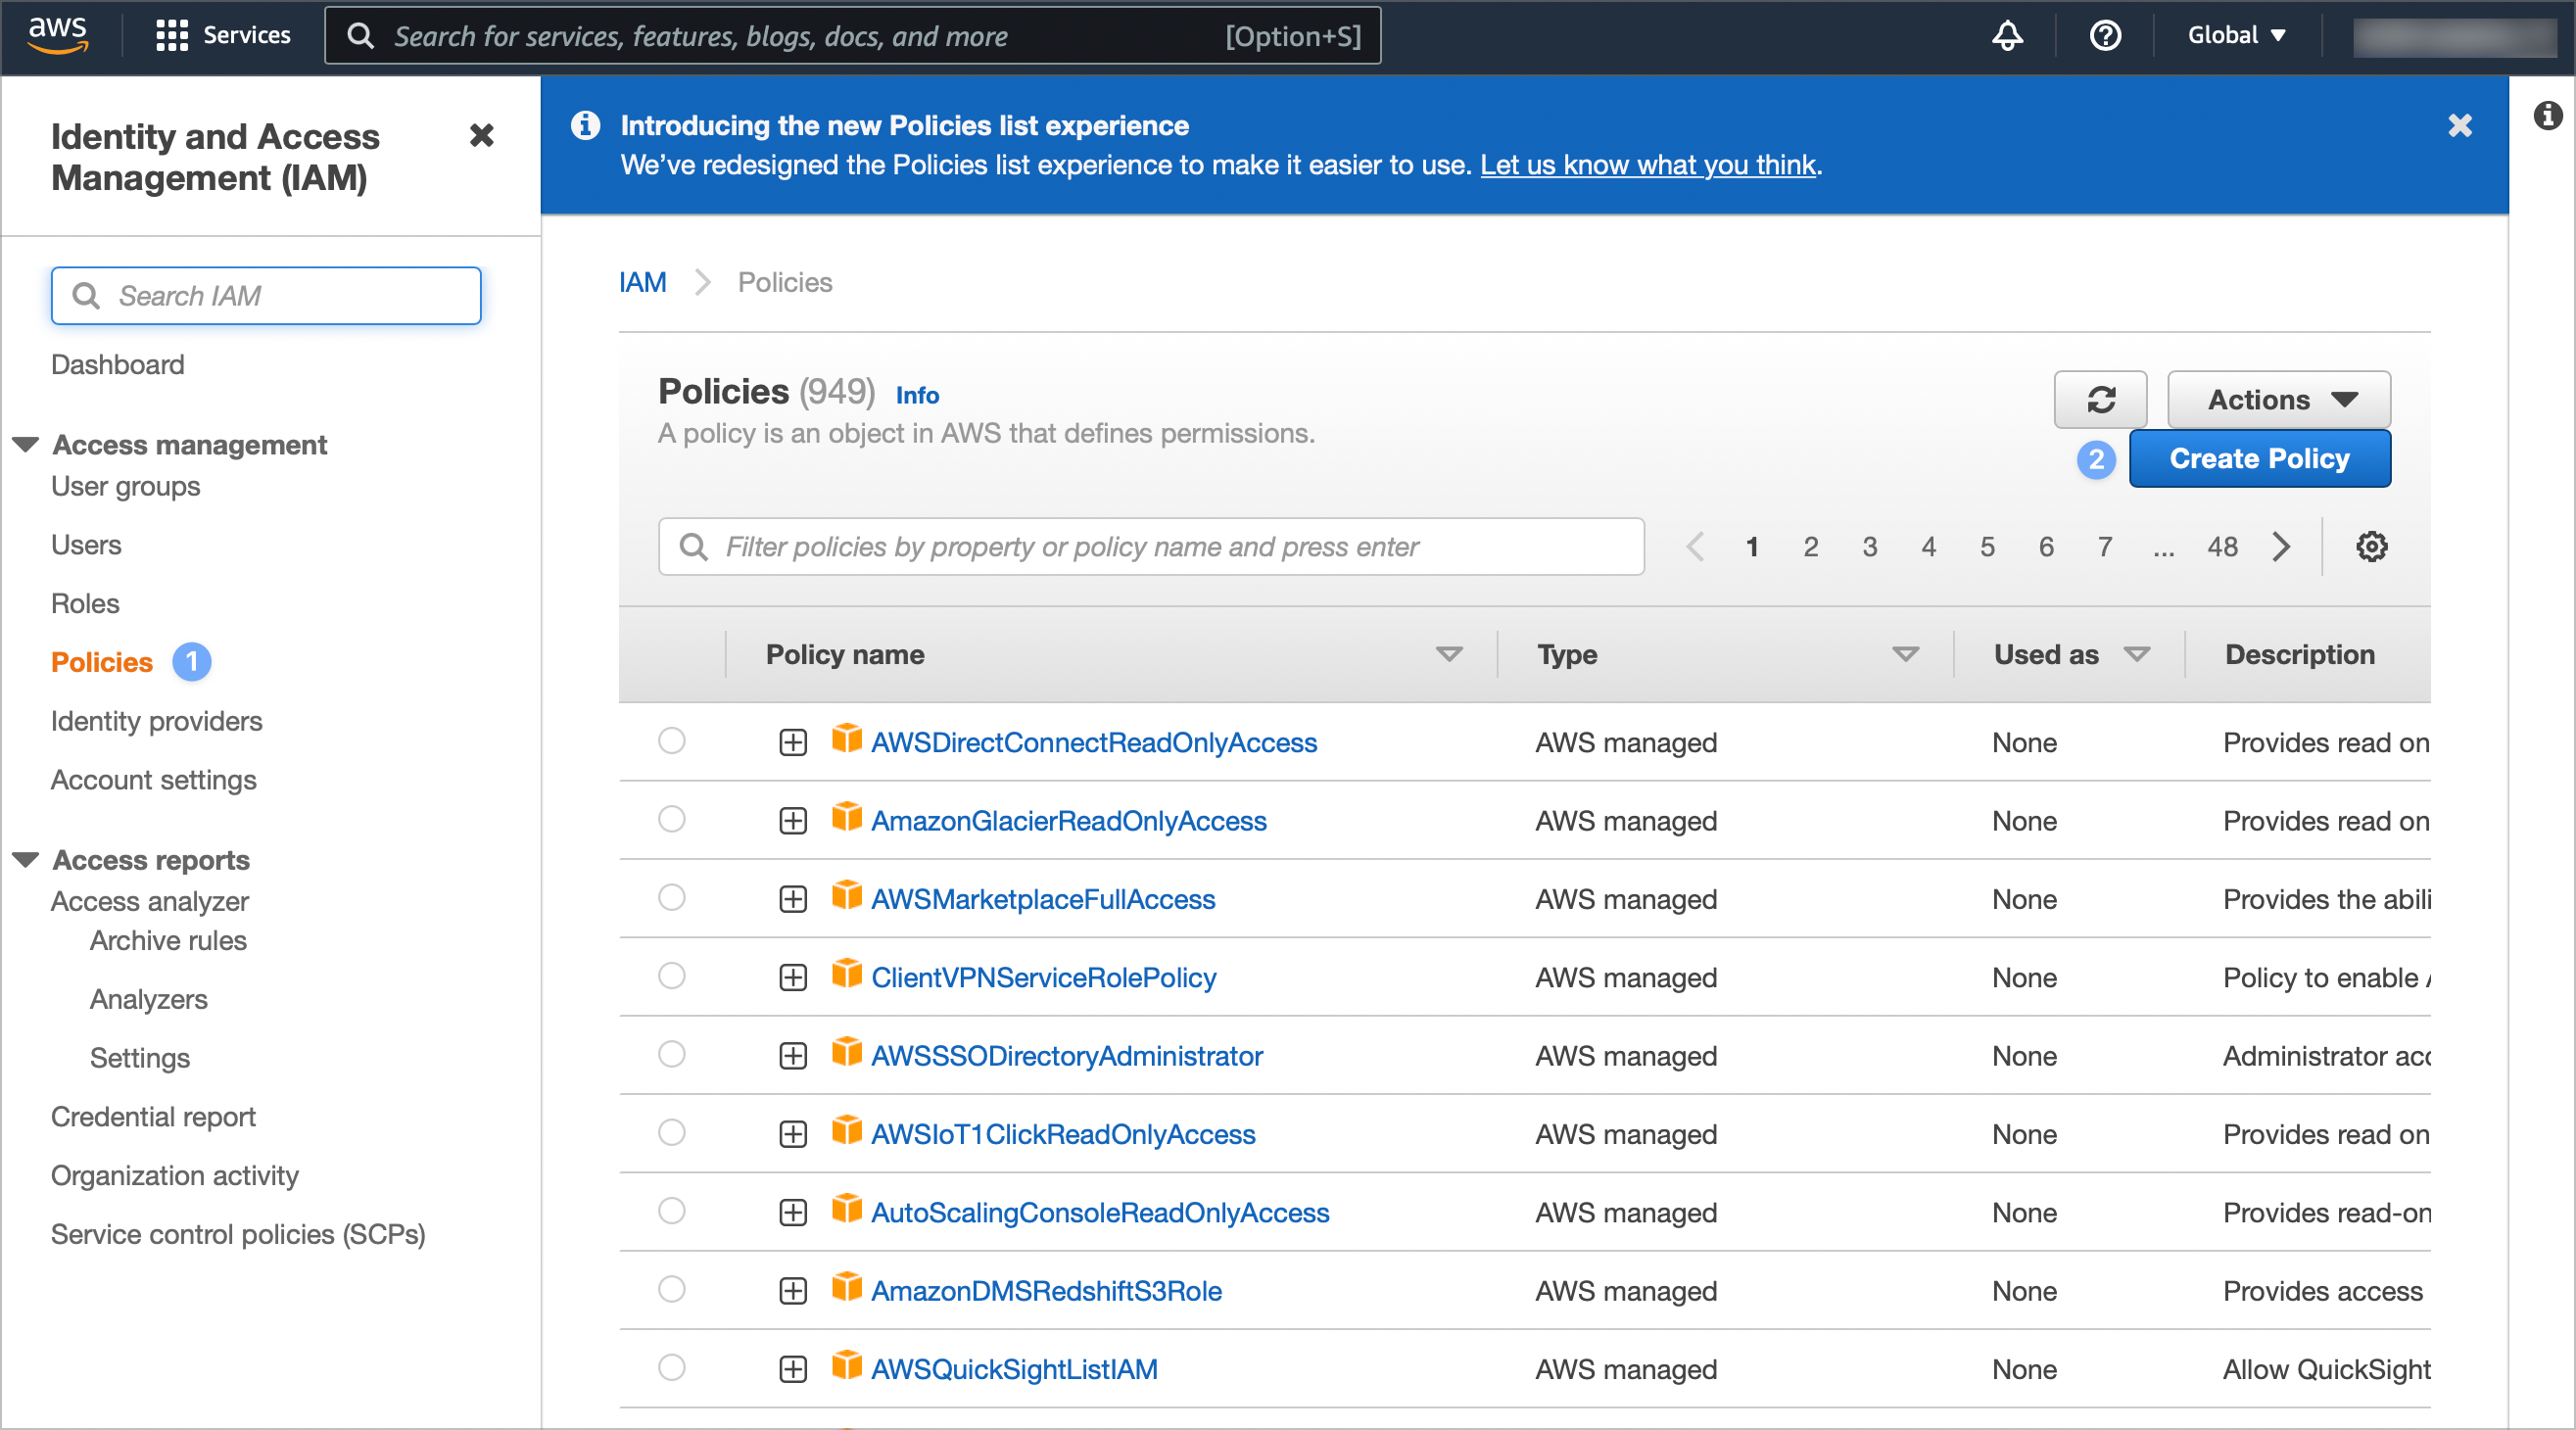 aws Services Search for services, features, blogs, docs, and more [Option+S] Global
Identity and Access
Management (IAM)
Search IAM
Dashboard
Access management
User groups
Users
Roles
Policies 1
Identity providers
Account settings
Access reports
Access analyzer
Archive rules
Analyzers
Settings
Credential report
Organization activity
Service control policies (SCPs)
Introducing the new Policies list experience
We’ve redesigned the Policies list experience to make it easier to use. Let us know what you think.
IAM Policies
Policies (949) Info
A policy is an object in AWS that defines permissions.
Actions
2 Create Policy
Filter policies by property or policy name and press enter 1 2 3 4 5 6 7 ... 48
Policy name Type Used as Description
AWSDirectConnectReadOnlyAccess AWS managed None Provides read on
AmazonGlacierReadOnlyAccess AWS managed None Provides read on
AWSMarketplaceFullAccess AWS managed None Provides the abili
ClientVPNServiceRolePolicy AWS managed None Policy to enable
AWSSSODirectoryAdministrator AWS managed None Administrator acc
AWSIoT1ClickReadOnlyAccess AWS managed None Provides read on
AutoScalingConsoleReadOnlyAccess AWS managed None Provides read-on
AmazonDMSRedshiftS3Role AWS managed None Provides access
AWSQuickSightListIAM AWS managed None Allow QuickSight